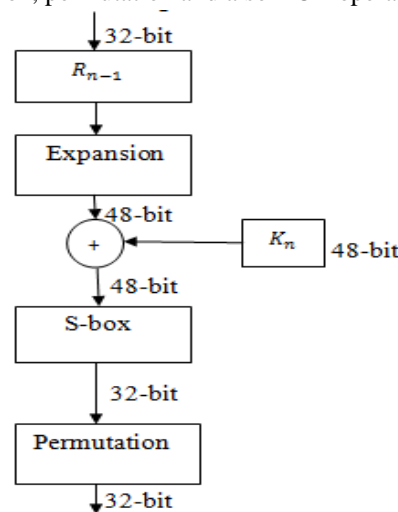 32-bit
R_{n-1}
Expansion
48-bit
+
K_n
48-bit
48-bit
S-box
32-bit
Permutation
32-bit